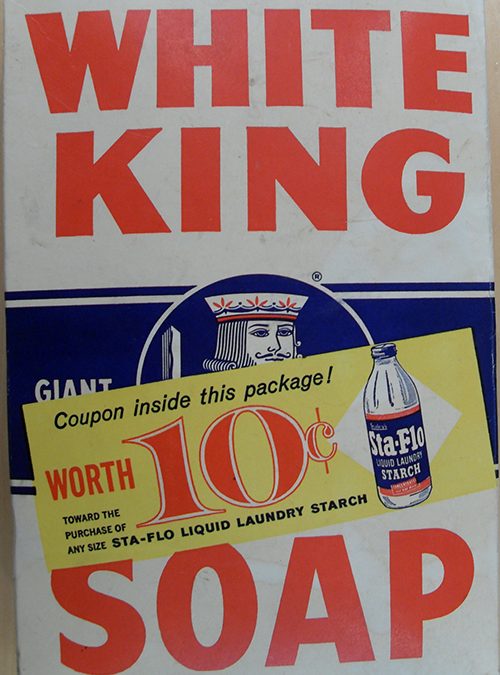 WHITE
KING
®
GIANT
Coupon inside this package!
WORTH 10¢
TOWARD THE
PURCHASE OF
ANY SIZE STA-FLO LIQUID LAUNDRY STARCH
Sta-Flo
LIQUID LAUNDRY
STARCH
SOAP